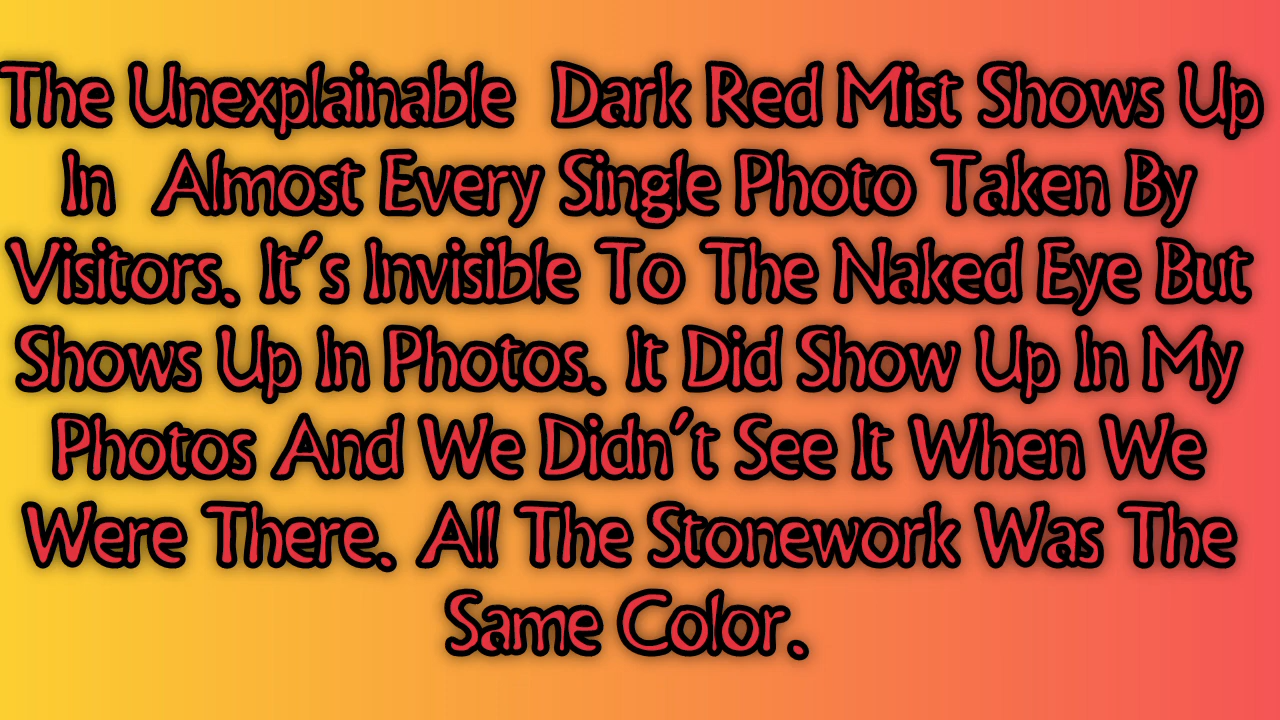 The Unexplainable  Dark Red Mist Shows Up
In  Almost Every Single Photo Taken By
Visitors. It's Invisible To The Naked Eye But
Shows Up In Photos. It Did Show Up In My
Photos And We Didn't See It When We
Were There. All The Stonework Was The
Same Color.